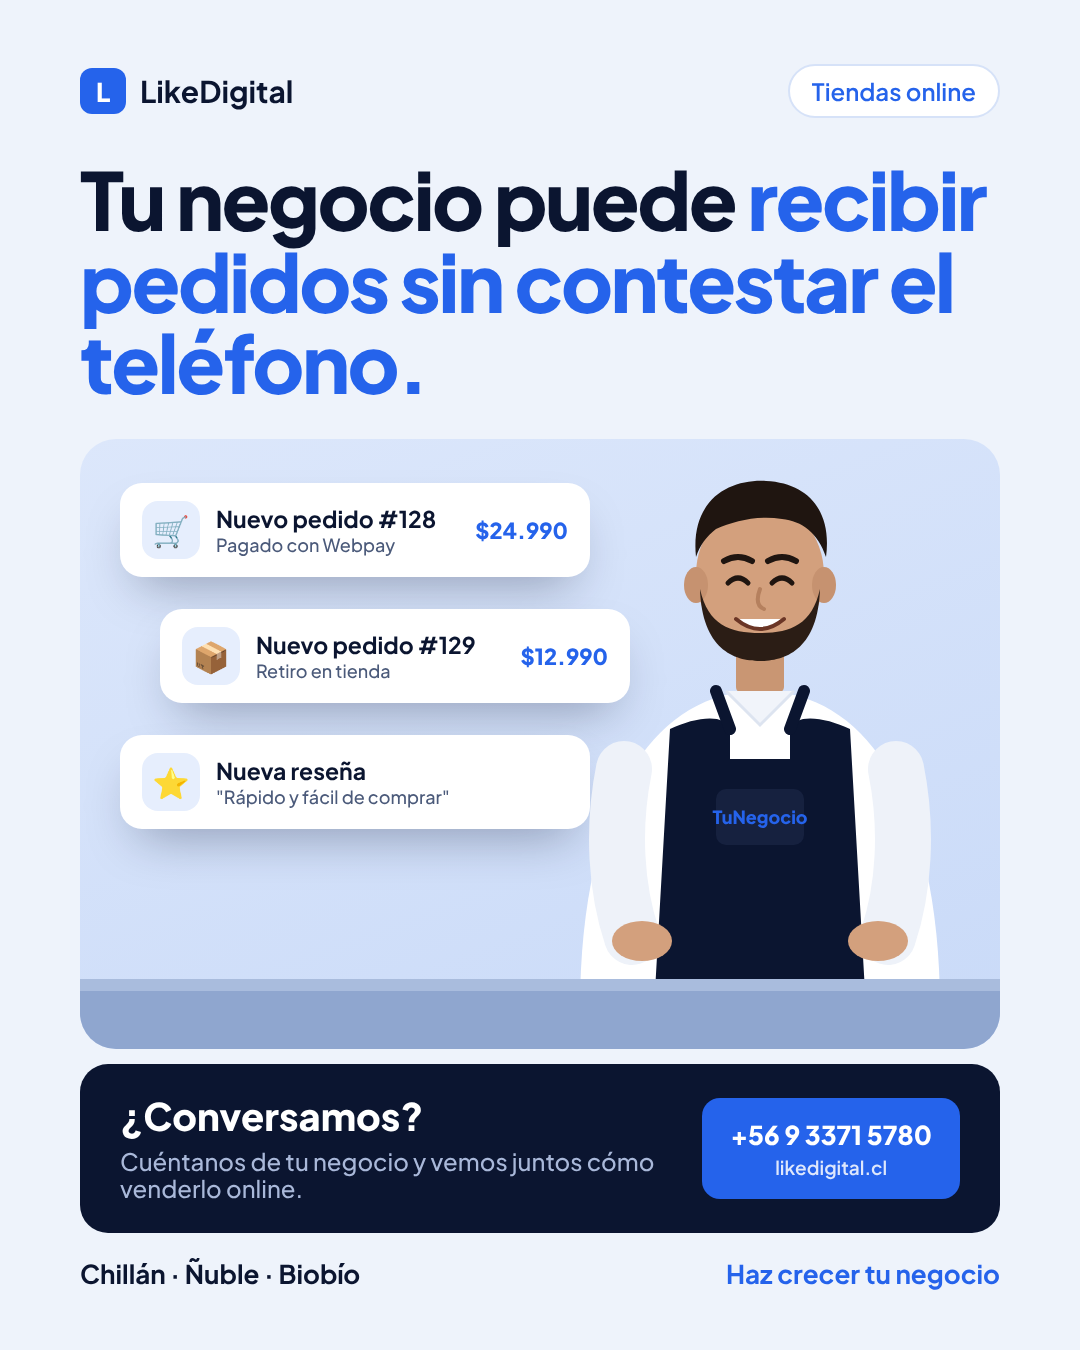 L LikeDigital
Tiendas online
Tu negocio puede recibir
pedidos sin contestar el
teléfono.
Nuevo pedido #128
Pagado con Webpay
$24.990
Nuevo pedido #129
Retiro en tienda
$12.990
Nueva reseña
"Rápido y fácil de comprar"
TuNegocio
¿Conversamos?
Cuéntanos de tu negocio y vemos juntos cómo
venderlo online.
+56 9 3371 5780
likedigital.cl
Chillán · Ñuble · Biobío
Haz crecer tu negocio